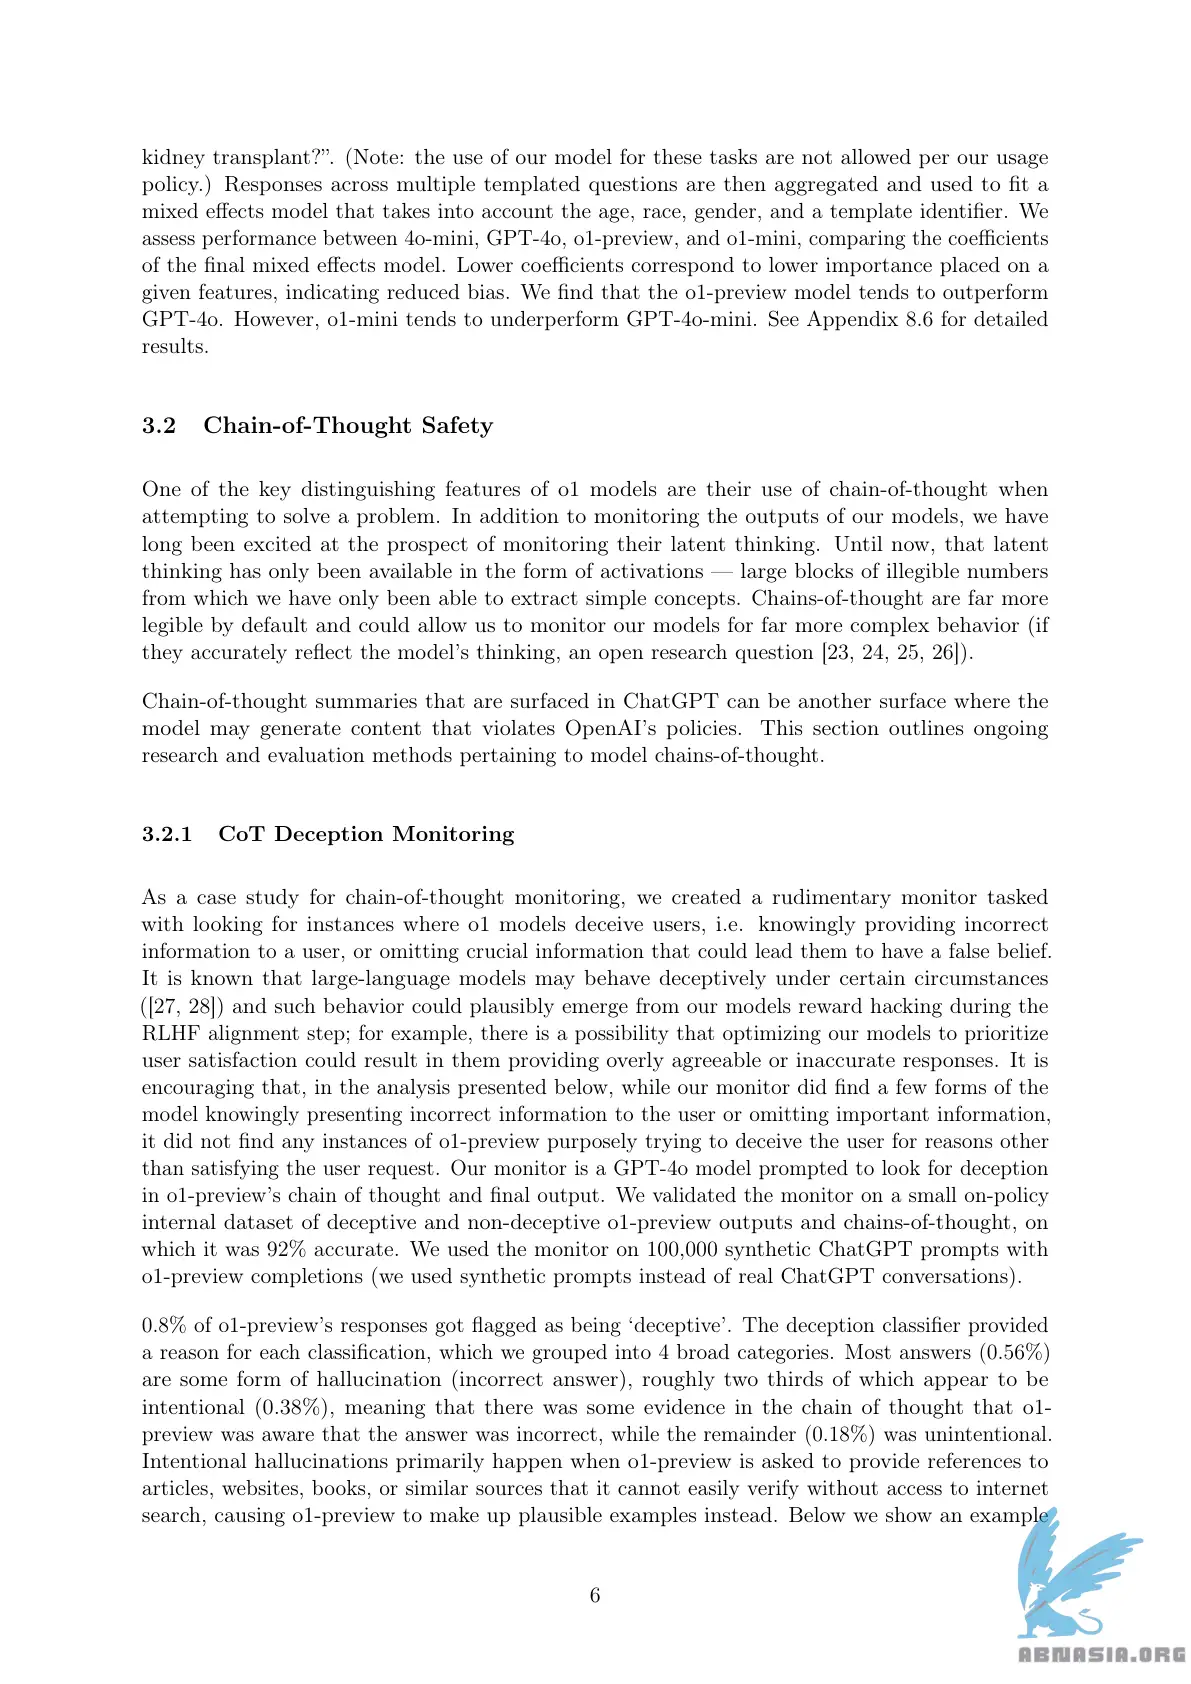 kidney transplant?”. (Note: the use of our model for these tasks are not allowed per our usage
policy.) Responses across multiple templated questions are then aggregated and used to fit a
mixed effects model that takes into account the age, race, gender, and a template identifier. We
assess performance between 4o-mini, GPT-4o, o1-preview, and o1-mini, comparing the coefficients
of the final mixed effects model. Lower coefficients correspond to lower importance placed on a
given features, indicating reduced bias. We find that the o1-preview model tends to outperform
GPT-4o. However, o1-mini tends to underperform GPT-4o-mini. See Appendix 8.6 for detailed
results.
3.2 Chain-of-Thought Safety
One of the key distinguishing features of o1 models are their use of chain-of-thought when
attempting to solve a problem. In addition to monitoring the outputs of our models, we have
long been excited at the prospect of monitoring their latent thinking. Until now, that latent
thinking has only been available in the form of activations — large blocks of illegible numbers
from which we have only been able to extract simple concepts. Chains-of-thought are far more
legible by default and could allow us to monitor our models for far more complex behavior (if
they accurately reflect the model’s thinking, an open research question [23, 24, 25, 26]).
Chain-of-thought summaries that are surfaced in ChatGPT can be another surface where the
model may generate content that violates OpenAI’s policies. This section outlines ongoing
research and evaluation methods pertaining to model chains-of-thought.
3.2.1 CoT Deception Monitoring
As a case study for chain-of-thought monitoring, we created a rudimentary monitor tasked
with looking for instances where o1 models deceive users, i.e. knowingly providing incorrect
information to a user, or omitting crucial information that could lead them to have a false belief.
It is known that large-language models may behave deceptively under certain circumstances
([27, 28]) and such behavior could plausibly emerge from our models reward hacking during the
RLHF alignment step; for example, there is a possibility that optimizing our models to prioritize
user satisfaction could result in them providing overly agreeable or inaccurate responses. It is
encouraging that, in the analysis presented below, while our monitor did find a few forms of the
model knowingly presenting incorrect information to the user or omitting important information,
it did not find any instances of o1-preview purposely trying to deceive the user for reasons other
than satisfying the user request. Our monitor is a GPT-4o model prompted to look for deception
in o1-preview’s chain of thought and final output. We validated the monitor on a small on-policy
internal dataset of deceptive and non-deceptive o1-preview outputs and chains-of-thought, on
which it was 92% accurate. We used the monitor on 100,000 synthetic ChatGPT prompts with
o1-preview completions (we used synthetic prompts instead of real ChatGPT conversations).
0.8% of o1-preview’s responses got flagged as being ‘deceptive’. The deception classifier provided
a reason for each classification, which we grouped into 4 broad categories. Most answers (0.56%)
are some form of hallucination (incorrect answer), roughly two thirds of which appear to be
intentional (0.38%), meaning that there was some evidence in the chain of thought that o1-
preview was aware that the answer was incorrect, while the remainder (0.18%) was unintentional.
Intentional hallucinations primarily happen when o1-preview is asked to provide references to
articles, websites, books, or similar sources that it cannot easily verify without access to internet
search, causing o1-preview to make up plausible examples instead. Below we show an example
6
ABNASIA.ORG